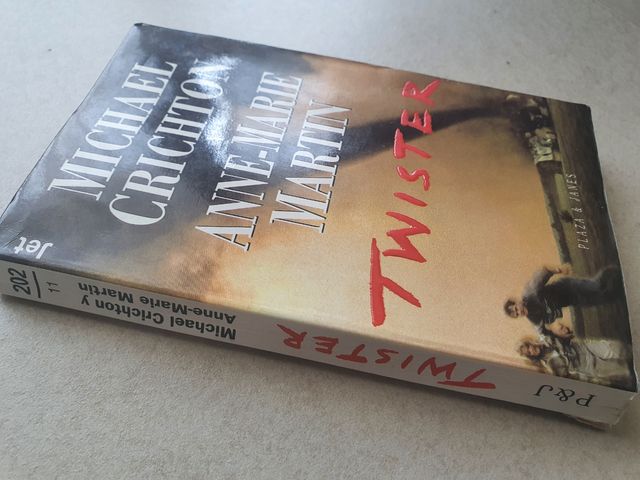 MICHAEL
CRICHTON
ANNE-MARIE
MARTIN
TWISTER
PLAZA & JANES
Jet
202
11
Michael Crichton y
Anne-Marie Martin
TWISTER
P&J